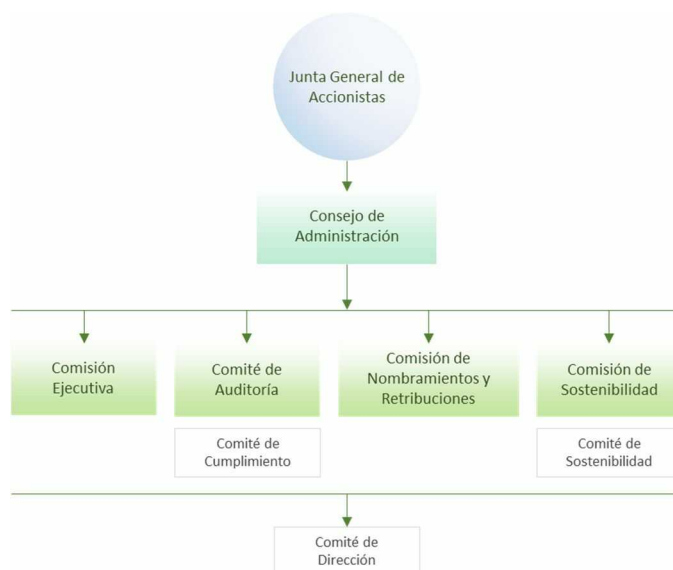 Junta General de
Accionistas
Consejo de
Administración
Comisión
Ejecutiva
Comité de
Auditoría
Comisión de
Nombramientos y
Retribuciones
Comisión de
Sostenibilidad
Comité de
Cumplimiento
Comité de
Sostenibilidad
Comité de
Dirección